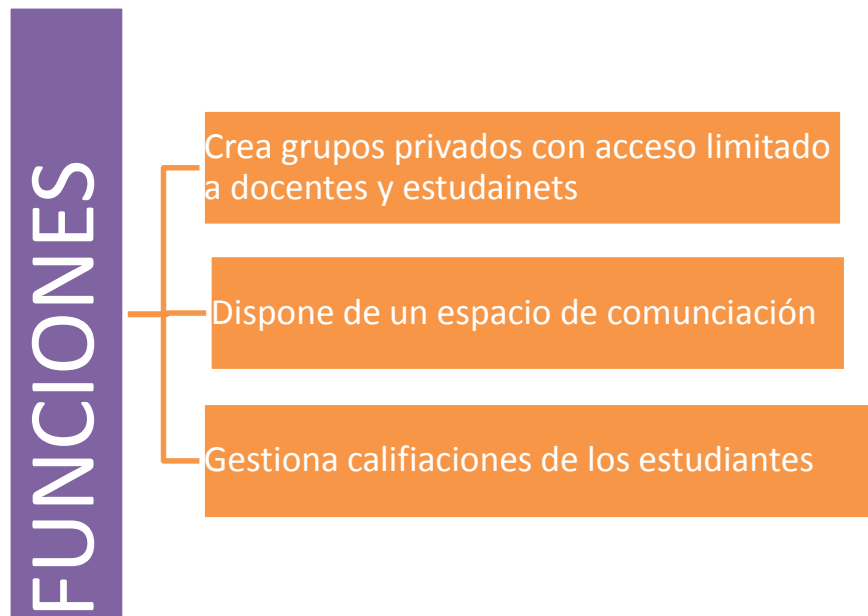 FUNCIONES
Crea grupos privados con acceso limitado
a docentes y estudainets
Dispone de un espacio de comunciación
Gestiona califiaciones de los estudiantes